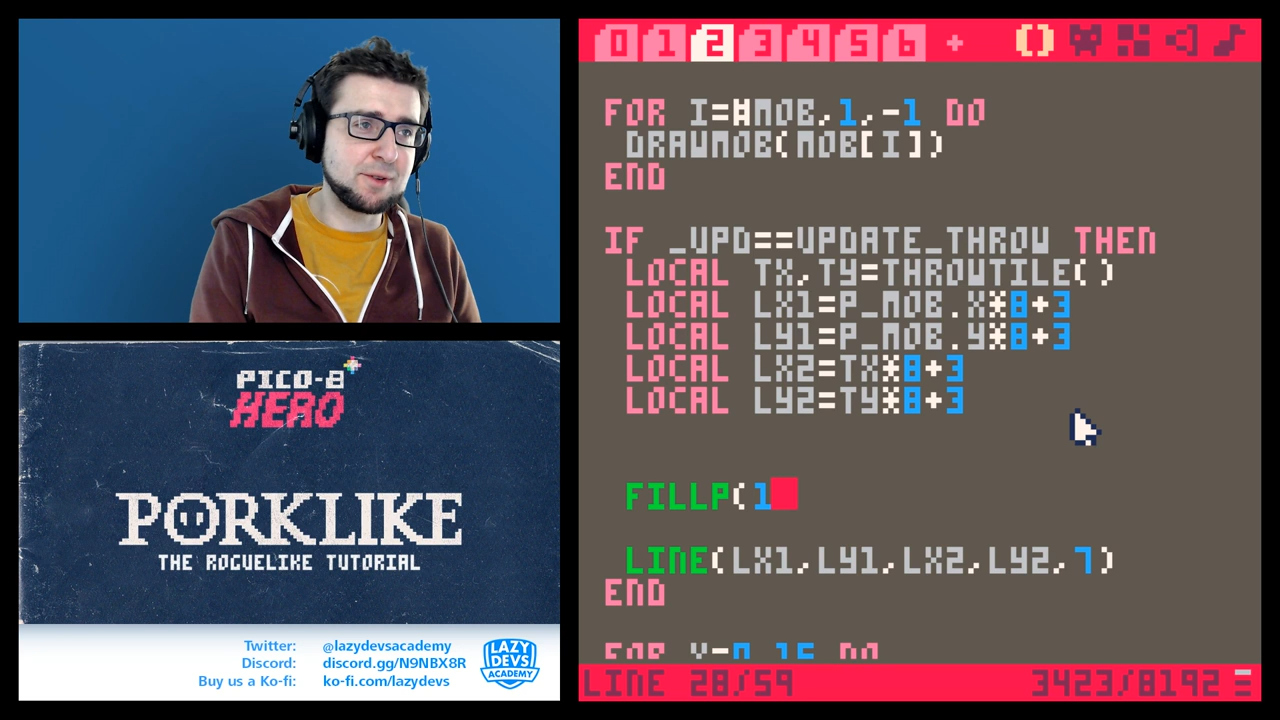 0 1 2 3 4 5 6 +
FOR I=#MOB,1,-1 DO
DRAWMOB(MOB[I])
END
IF _UPD==UPDATE_THROW THEN
LOCAL TX,TY=THROWTILE()
LOCAL LX1=P_MOB.X*8+3
LOCAL LY1=P_MOB.Y*8+3
LOCAL LX2=TX*8+3
LOCAL LY2=TY*8+3
FILLP(1
LINE(LX1,LY1,LX2,LY2,7)
END
FOR Y=0,15 DO
LINE 28/59
3423/8192
PICO-8
HERO
PORKLIKE
THE ROGUELIKE TUTORIAL
Twitter: @lazydevsacademy
Discord: discord.gg/N9NBX8R
Buy us a Ko-fi: ko-fi.com/lazydevs
LAZY
DEVS
ACADEMY